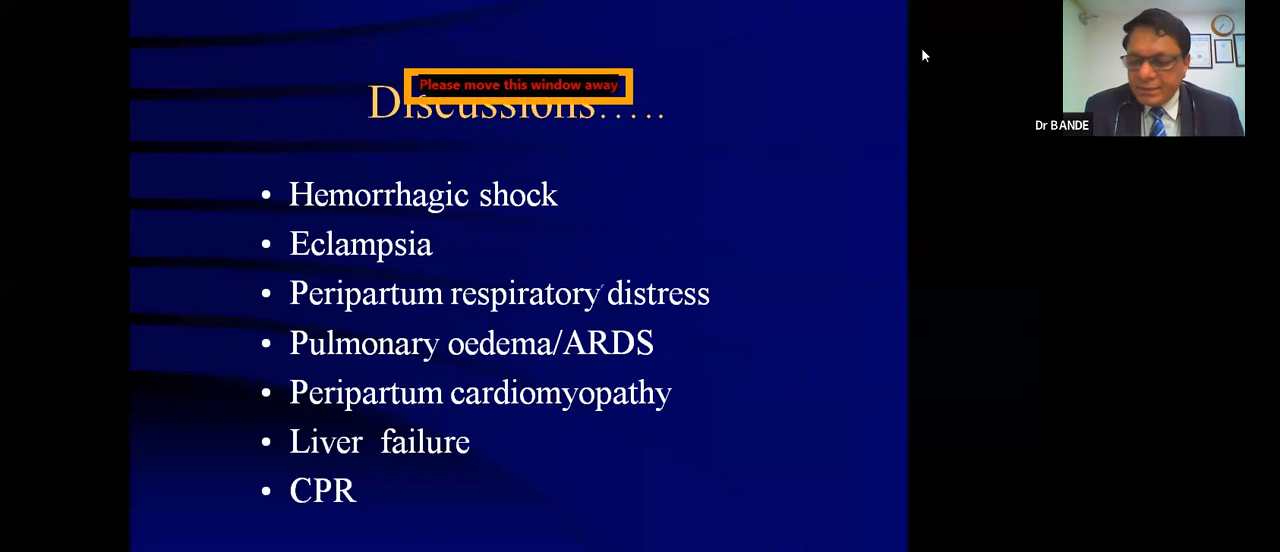 Please move this window away
Discussions.....
• Hemorrhagic shock
• Eclampsia
• Peripartum respiratory distress
• Pulmonary oedema/ARDS
• Peripartum cardiomyopathy
• Liver failure
• CPR
Dr BANDE